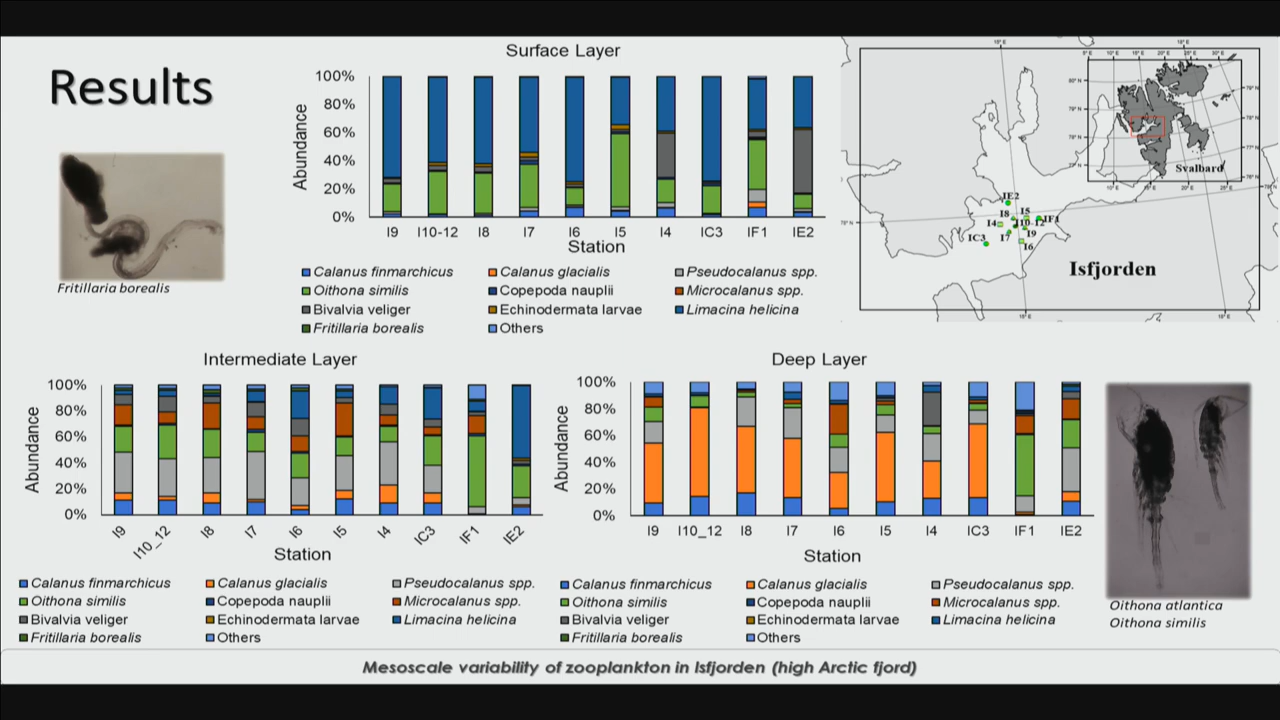 Results
Fritillaria borealis
Surface Layer
Abundance
100%
80%
60%
40%
20%
0%
I9 I10-12 I8 I7 I6 I5 I4 IC3 IF1 IE2
Station
Calanus finmarchicus Calanus glacialis Pseudocalanus spp.
Oithona similis Copepoda nauplii Microcalanus spp.
Bivalvia veliger Echinodermata larvae Limacina helicina
Fritillaria borealis Others
Svalbard
IE2
I8 I5
I4 I10-12 IF1
I9
IC3 I7
I6
Isfjorden
Intermediate Layer
Abundance
100%
80%
60%
40%
20%
0%
I9 I10_12 I8 I7 I6 I5 I4 IC3 IF1 IE2
Station
Calanus finmarchicus Calanus glacialis Pseudocalanus spp.
Oithona similis Copepoda nauplii Microcalanus spp.
Bivalvia veliger Echinodermata larvae Limacina helicina
Fritillaria borealis Others
Deep Layer
Abundance
100%
80%
60%
40%
20%
0%
I9 I10_12 I8 I7 I6 I5 I4 IC3 IF1 IE2
Station
Calanus finmarchicus Calanus glacialis Pseudocalanus spp.
Oithona similis Copepoda nauplii Microcalanus spp.
Bivalvia veliger Echinodermata larvae Limacina helicina
Fritillaria borealis Others
Oithona atlantica
Oithona similis
Mesoscale variability of zooplankton in Isfjorden (high Arctic fjord)